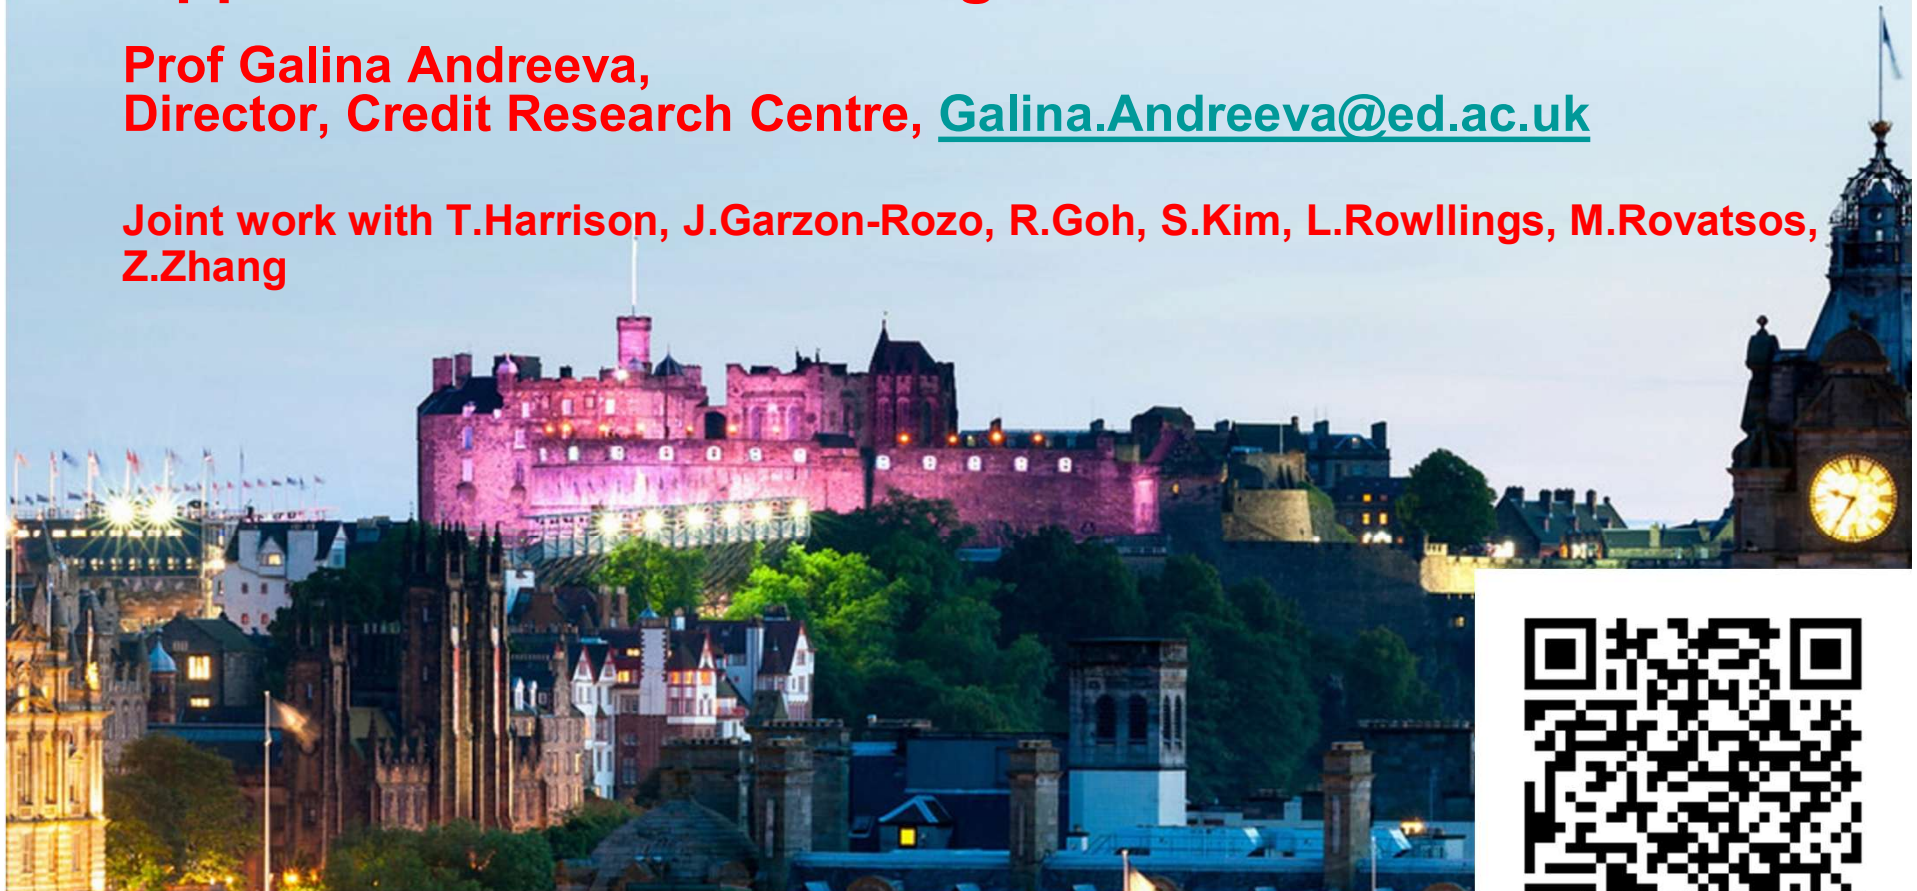 Prof Galina Andreeva,
Director, Credit Research Centre, Galina.Andreeva@ed.ac.uk
Joint work with T.Harrison, J.Garzon-Rozo, R.Goh, S.Kim, L.Rowllings, M.Rovatsos,
Z.Zhang